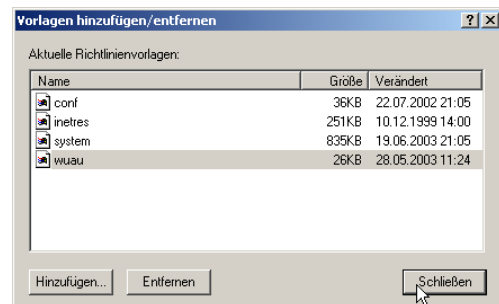 Vorlagen hinzufügen/entfernen
Aktuelle Richtlinienvorlagen:
Name Größe Verändert
conf 36KB 22.07.2002 21:05
inetres 251KB 10.12.1999 14:00
system 835KB 19.06.2003 21:05
wuau 26KB 28.05.2003 11:24
Hinzufügen... Entfernen Schließen